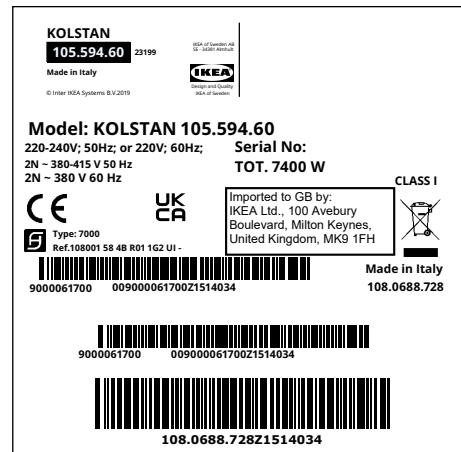 KOLSTAN
105.594.60 23199
Made in Italy
© Inter IKEA Systems B.V.2019
IKEA of Sweden AB
SE - 34381 Älmhult
IKEA
Design and Quality
IKEA of Sweden
Model: KOLSTAN 105.594.60
220-240V; 50Hz; or 220V; 60Hz; Serial No:
2N ~ 380-415 V 50 Hz TOT. 7400 W
2N ~ 380 V 60 Hz
CLASS I
CE
UK
CA
Imported to GB by:
IKEA Ltd., 100 Avebury
Boulevard, Milton Keynes,
United Kingdom, MK9 1FH
Type: 7000
Ref.108001 58 4B R01 1G2 UI -
9000061700 009000061700Z1514034
Made in Italy
108.0688.728
9000061700 009000061700Z1514034
108.0688.728Z1514034